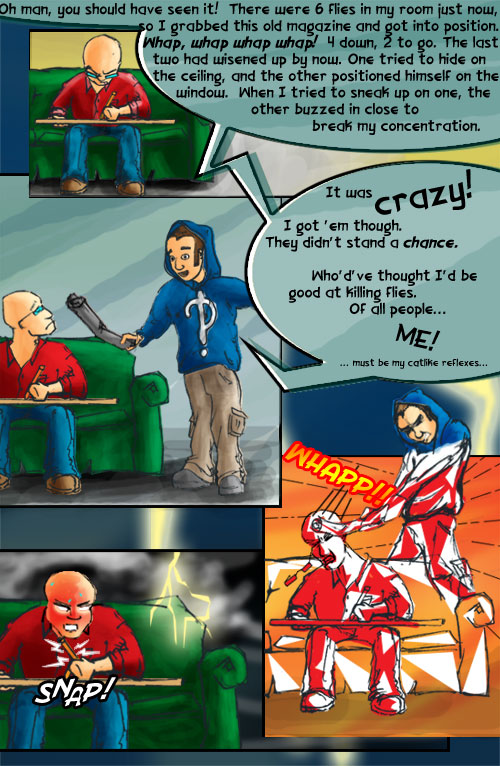 Oh man, you should have seen it! There were 6 flies in my room just now,
so I grabbed this old magazine and got into position.
Whap, whap whap whap! 4 down, 2 to go. The last
two had wisened up by now. One tried to hide on
the ceiling, and the other positioned himself on the
window. When I tried to sneak up on one, the
other buzzed in close to
break my concentration.
It was crazy!
I got 'em though.
They didn't stand a chance.
Who'd've thought I'd be
good at killing flies.
Of all people...
ME!
... must be my catlike reflexes...
WHAPP!!
SNAP!